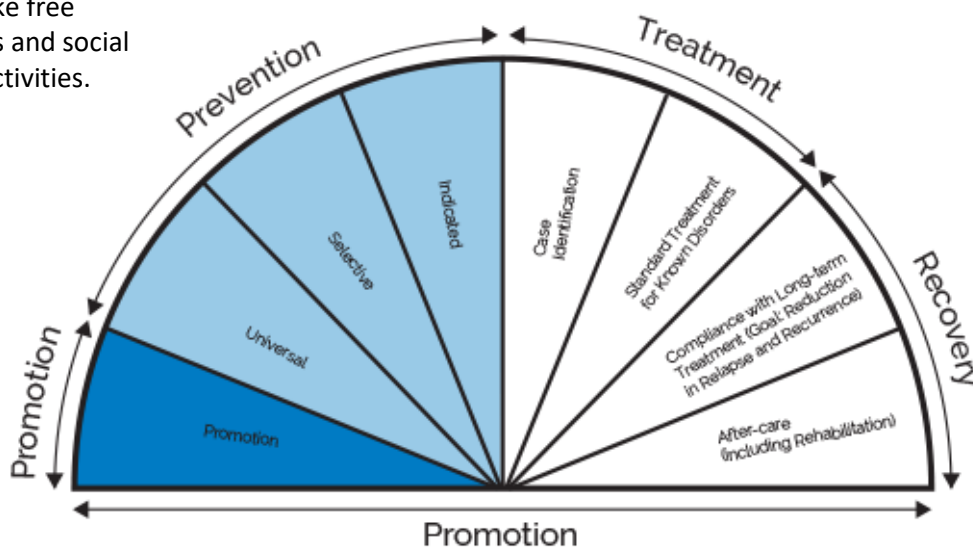 ke free
s and social
ctivities.
Prevention
Treatment
Promotion
Recovery
Promotion
Universal
Selective
Indicated
Case
Identification
Standard Treatment
for Known Disorders
Compliance with Long-term
Treatment (Goal: Reduction
in Relapse and Recurrence)
After-care
(Including Rehabilitation)
Promotion